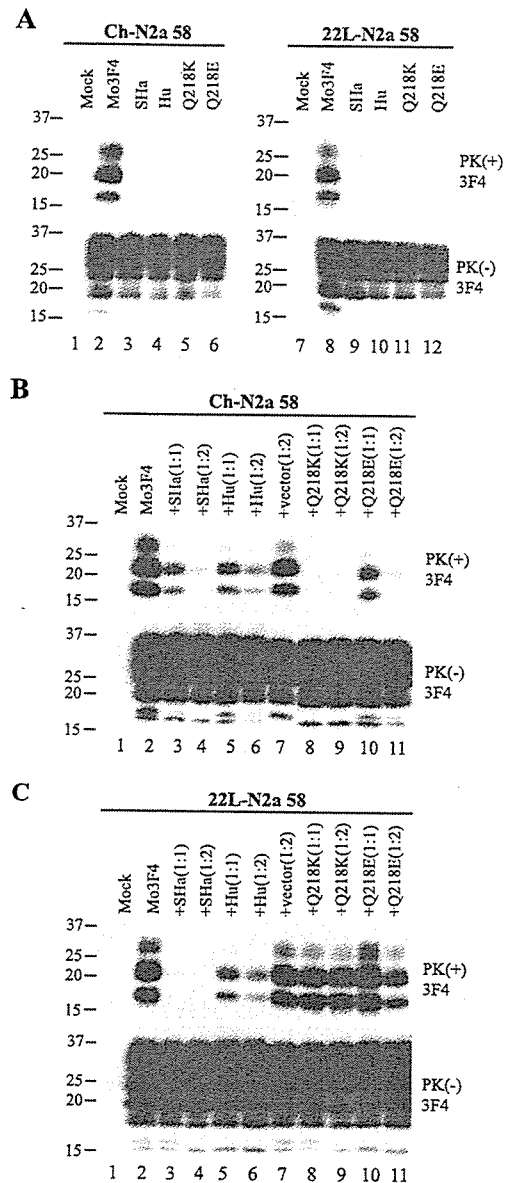 A
Ch-N2a 58
22L-N2a 58
Mock
Mo3F4
SHa
Hu
Q218K
Q218E
Mock
Mo3F4
SHa
Hu
Q218K
Q218E
37
25
20
15
37
25
20
15
37
25
20
15
37
25
20
15
PK(+)
3F4
PK(-)
3F4
1 2 3 4 5 6
7 8 9 10 11 12
B
Ch-N2a 58
Mock
Mo3F4
+SHa(1:1)
+SHa(1:2)
+Hu(1:1)
+Hu(1:2)
+vector(1:2)
+Q218K(1:1)
+Q218K(1:2)
+Q218E(1:1)
+Q218E(1:2)
37
25
20
15
37
25
20
15
PK(+)
3F4
PK(-)
3F4
1 2 3 4 5 6 7 8 9 10 11
C
22L-N2a 58
Mock
Mo3F4
+SHa(1:1)
+SHa(1:2)
+Hu(1:1)
+Hu(1:2)
+vector(1:2)
+Q218K(1:1)
+Q218K(1:2)
+Q218E(1:1)
+Q218E(1:2)
37
25
20
15
37
25
20
15
PK(+)
3F4
PK(-)
3F4
1 2 3 4 5 6 7 8 9 10 11